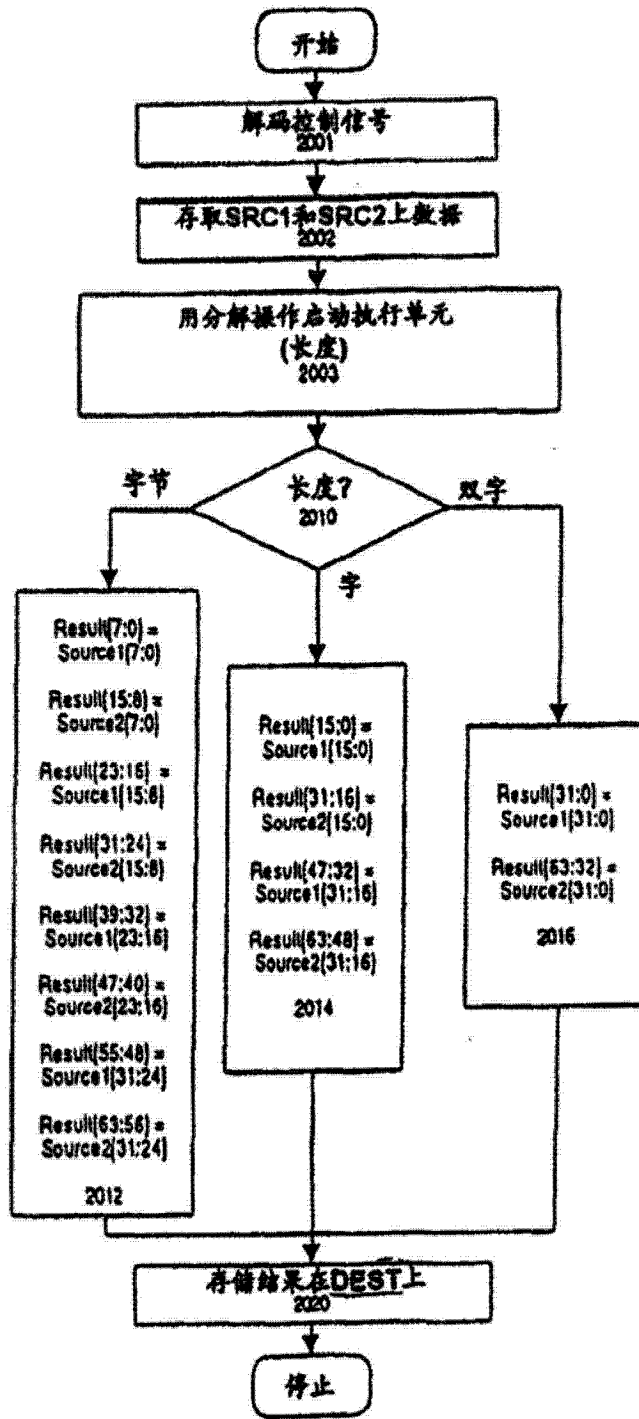 开始
解码控制信号
2001
存取SRC1和SRC2上数据
2002
用分解操作启动执行单元
(长度)
2003
长度?
2010
字节
字
双字
Result(7:0) =
Source1(7:0)
Result(15:8) =
Source2(7:0)
Result(23:16) =
Source1(15:8)
Result(31:24) =
Source2(15:8)
Result(39:32) =
Source1(23:16)
Result(47:40) =
Source2(23:16)
Result(55:48) =
Source1(31:24)
Result(63:56) =
Source2(31:24)
2012
Result(15:0) =
Source1(15:0)
Result(31:16) =
Source2(15:0)
Result(47:32) =
Source1(31:16)
Result(63:48) =
Source2(31:16)
2014
Result(31:0) =
Source1(31:0)
Result(63:32) =
Source2(31:0)
2016
存储结果在DEST上
2020
停止